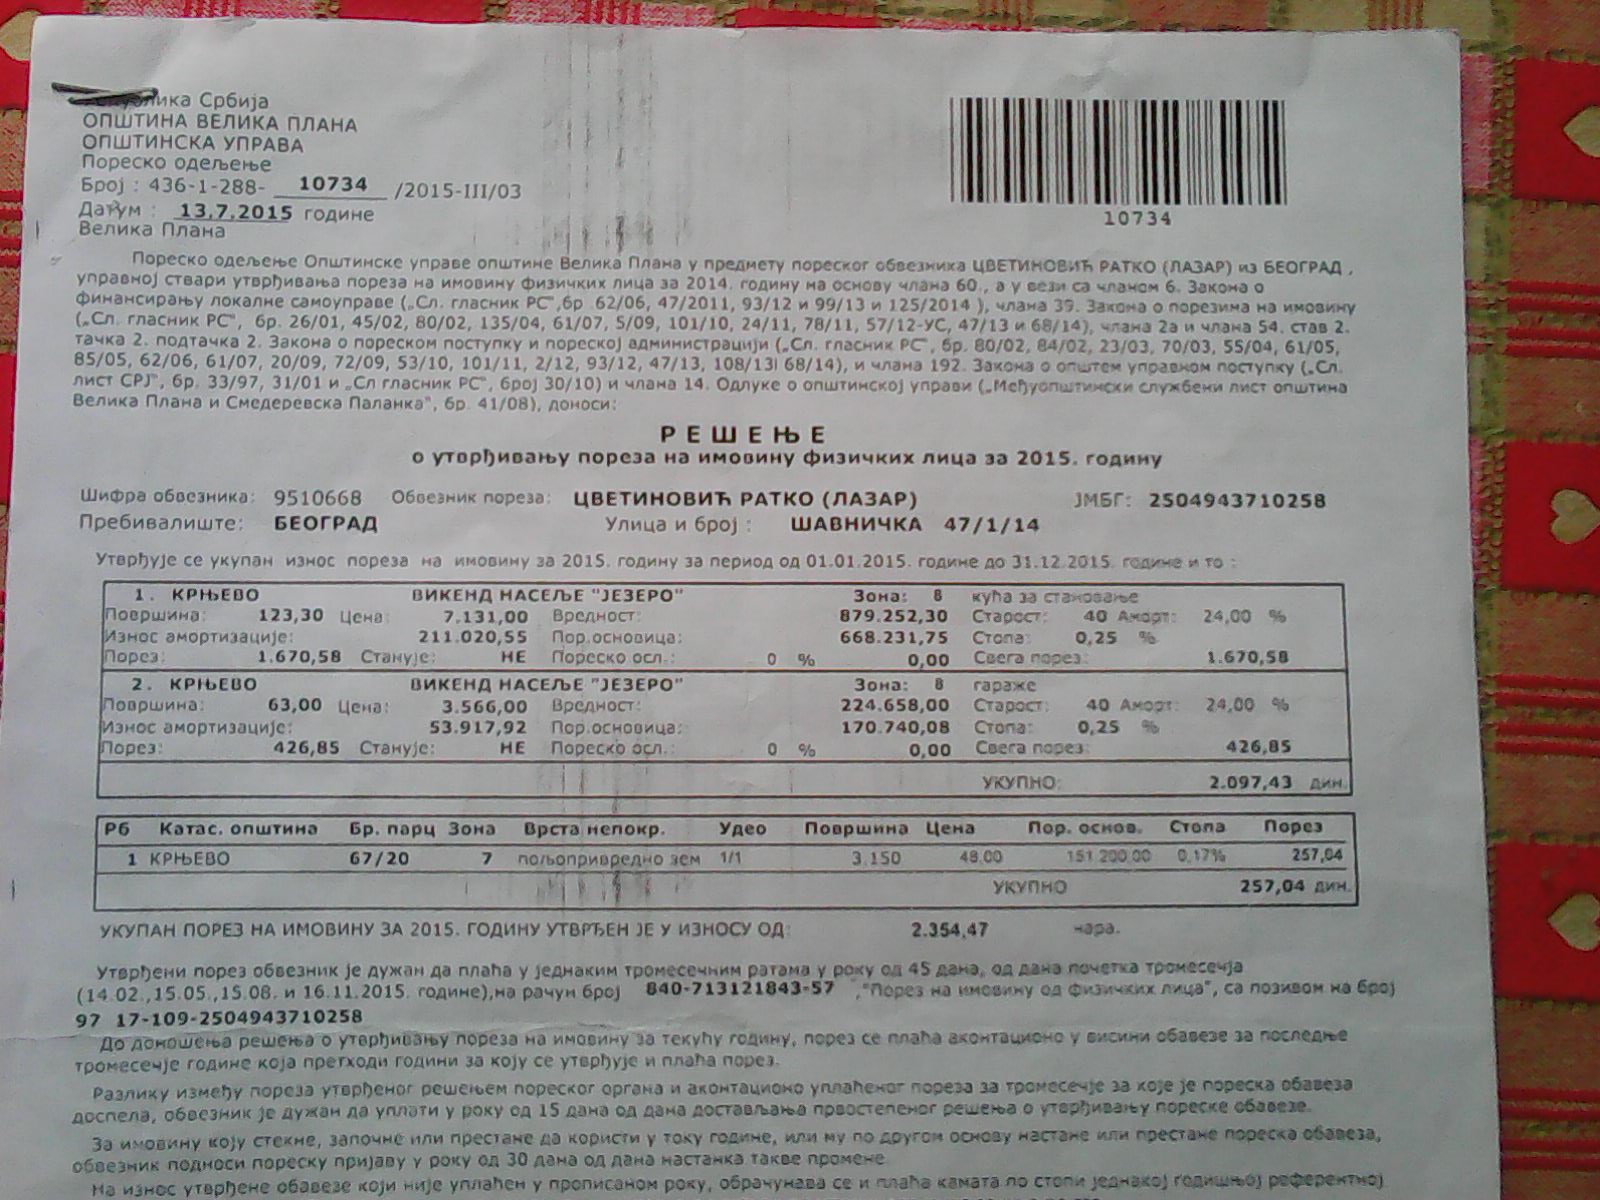 ика Србија
ОПШТИНА ВЕЛИКА ПЛАНА
ОПШТИНСКА УПРАВА
Пореско одељење
Број : 436-1-288- 10734 /2015-III/03
Датум : 13.7.2015 године
Велика Плана
10734
Пореско одељење Општинске управе општине Велика Плана у предмету пореског обвезника ЦВЕТИНОВИЋ РАТКО (ЛАЗАР) из БЕОГРАД ,
управној ствари утврђивања пореза на имовину физичких лица за 2014. годину на основу члана 60., а у вези са чланом 6. Закона о
финансирању локалне самоуправе („Сл. гласник РС",бр 62/06, 47/2011, 93/12 и 99/13 и 125/2014 ), члана 39. Закона о порезима на имовину
(„Сл. гласник РС", бр. 26/01, 45/02, 80/02, 135/04, 61/07, 5/09, 101/10, 24/11, 78/11, 57/12-УС, 47/13 и 68/14), члана 2а и члана 54. став 2.
тачка 2. подтачка 2. Закона о пореском поступку и пореској администрацији („Сл. гласник РС", бр. 80/02, 84/02, 23/03, 70/03, 55/04, 61/05,
85/05, 62/06, 61/07, 20/09, 72/09, 53/10, 101/11, 2/12, 93/12, 47/13, 108/13i 68/14), и члана 192. Закона о општем управном поступку („Сл.
лист СРЈ", бр. 33/97, 31/01 и „Сл гласник РС", број 30/10) и члана 14. Одлуке о општинској управи („Међуопштински службени лист општина
Велика Плана и Смедеревска Паланка", бр. 41/08), доноси:
Р Е Ш Е Њ Е
о утврђивању пореза на имовину физичких лица за 2015. годину
Шифра обвезника: 9510668 Обвезник пореза: ЦВЕТИНОВИЋ РАТКО (ЛАЗАР) ЈМБГ: 2504943710258
Пребивалиште: БЕОГРАД Улица и број : ШАВНИЧКА 47/1/14
Утврђује се укупан износ пореза на имовину за 2015. годину за период од 01.01.2015. године до 31.12.2015. године и то :
1. КРЊЕВО ВИКЕНД НАСЕЉЕ "ЈЕЗЕРО" Зона: 8 кућа за становање
Површина: 123,30 Цена: 7.131,00 Вредност: 879.252,30 Старост: 40 Аморт: 24,00 %
Износ амортизације: 211.020,55 Пор.основица: 668.231,75 Стопа: 0,25 %
Порез: 1.670,58 Станује: НЕ Пореско осл.: 0 % 0,00 Свега порез: 1.670,58
2. КРЊЕВО ВИКЕНД НАСЕЉЕ "ЈЕЗЕРО" Зона: 8 гараже
Површина: 63,00 Цена: 3.566,00 Вредност: 224.658,00 Старост: 40 Аморт: 24,00 %
Износ амортизације: 53.917,92 Пор.основица: 170.740,08 Стопа: 0,25 %
Порез: 426,85 Станује: НЕ Пореско осл.: 0 % 0,00 Свега порез: 426,85
УКУПНО: 2.097,43 дин.
Рб Катас. општина Бр. парц Зона Врста непокр. Удео Површина Цена Пор. основ. Стопа Порез
1 КРЊЕВО 67/20 7 пољопривредно зем 1/1 3.150 48,00 151.200,00 0,17% 257,04
УКУПНО 257,04 дин.
УКУПАН ПОРЕЗ НА ИМОВИНУ ЗА 2015. ГОДИНУ УТВРЂЕН ЈЕ У ИЗНОСУ ОД: 2.354,47 нара.
Утврђени порез обвезник је дужан да плаћа у једнаким тромесечним ратама у року од 45 дана, од дана почетка тромесечја
(14.02.,15.05.,15.08. и 16.11.2015. године),на рачун број 840-713121843-57 ,"Порез на имовину од физичких лица", са позивом на број
97 17-109-2504943710258
До доношења решења о утврђивању пореза на имовину за текућу годину, порез се плаћа аконтационо у висини обавезе за последње
тромесечје године која претходи години за коју се утврђује и плаћа порез.
Разлику између пореза утврђеног решењем пореског органа и аконтационо уплаћеног пореза за тромесечје за које је пореска обавеза
доспела, обвезник је дужан да уплати у року од 15 дана од дана достављања првостепеног решења о утврђивању пореске обавезе.
За имовину коју стекне, започне или престане да користи у току године, или му по другом основу настане или престане пореска обавеза,
обвезник подноси пореску пријаву у року од 30 дана од дана настанка такве промене
На износ утврђене обавезе који није уплаћен у прописаном року, обрачунава се и плаћа камата по стопи једнакој годишњој референтној